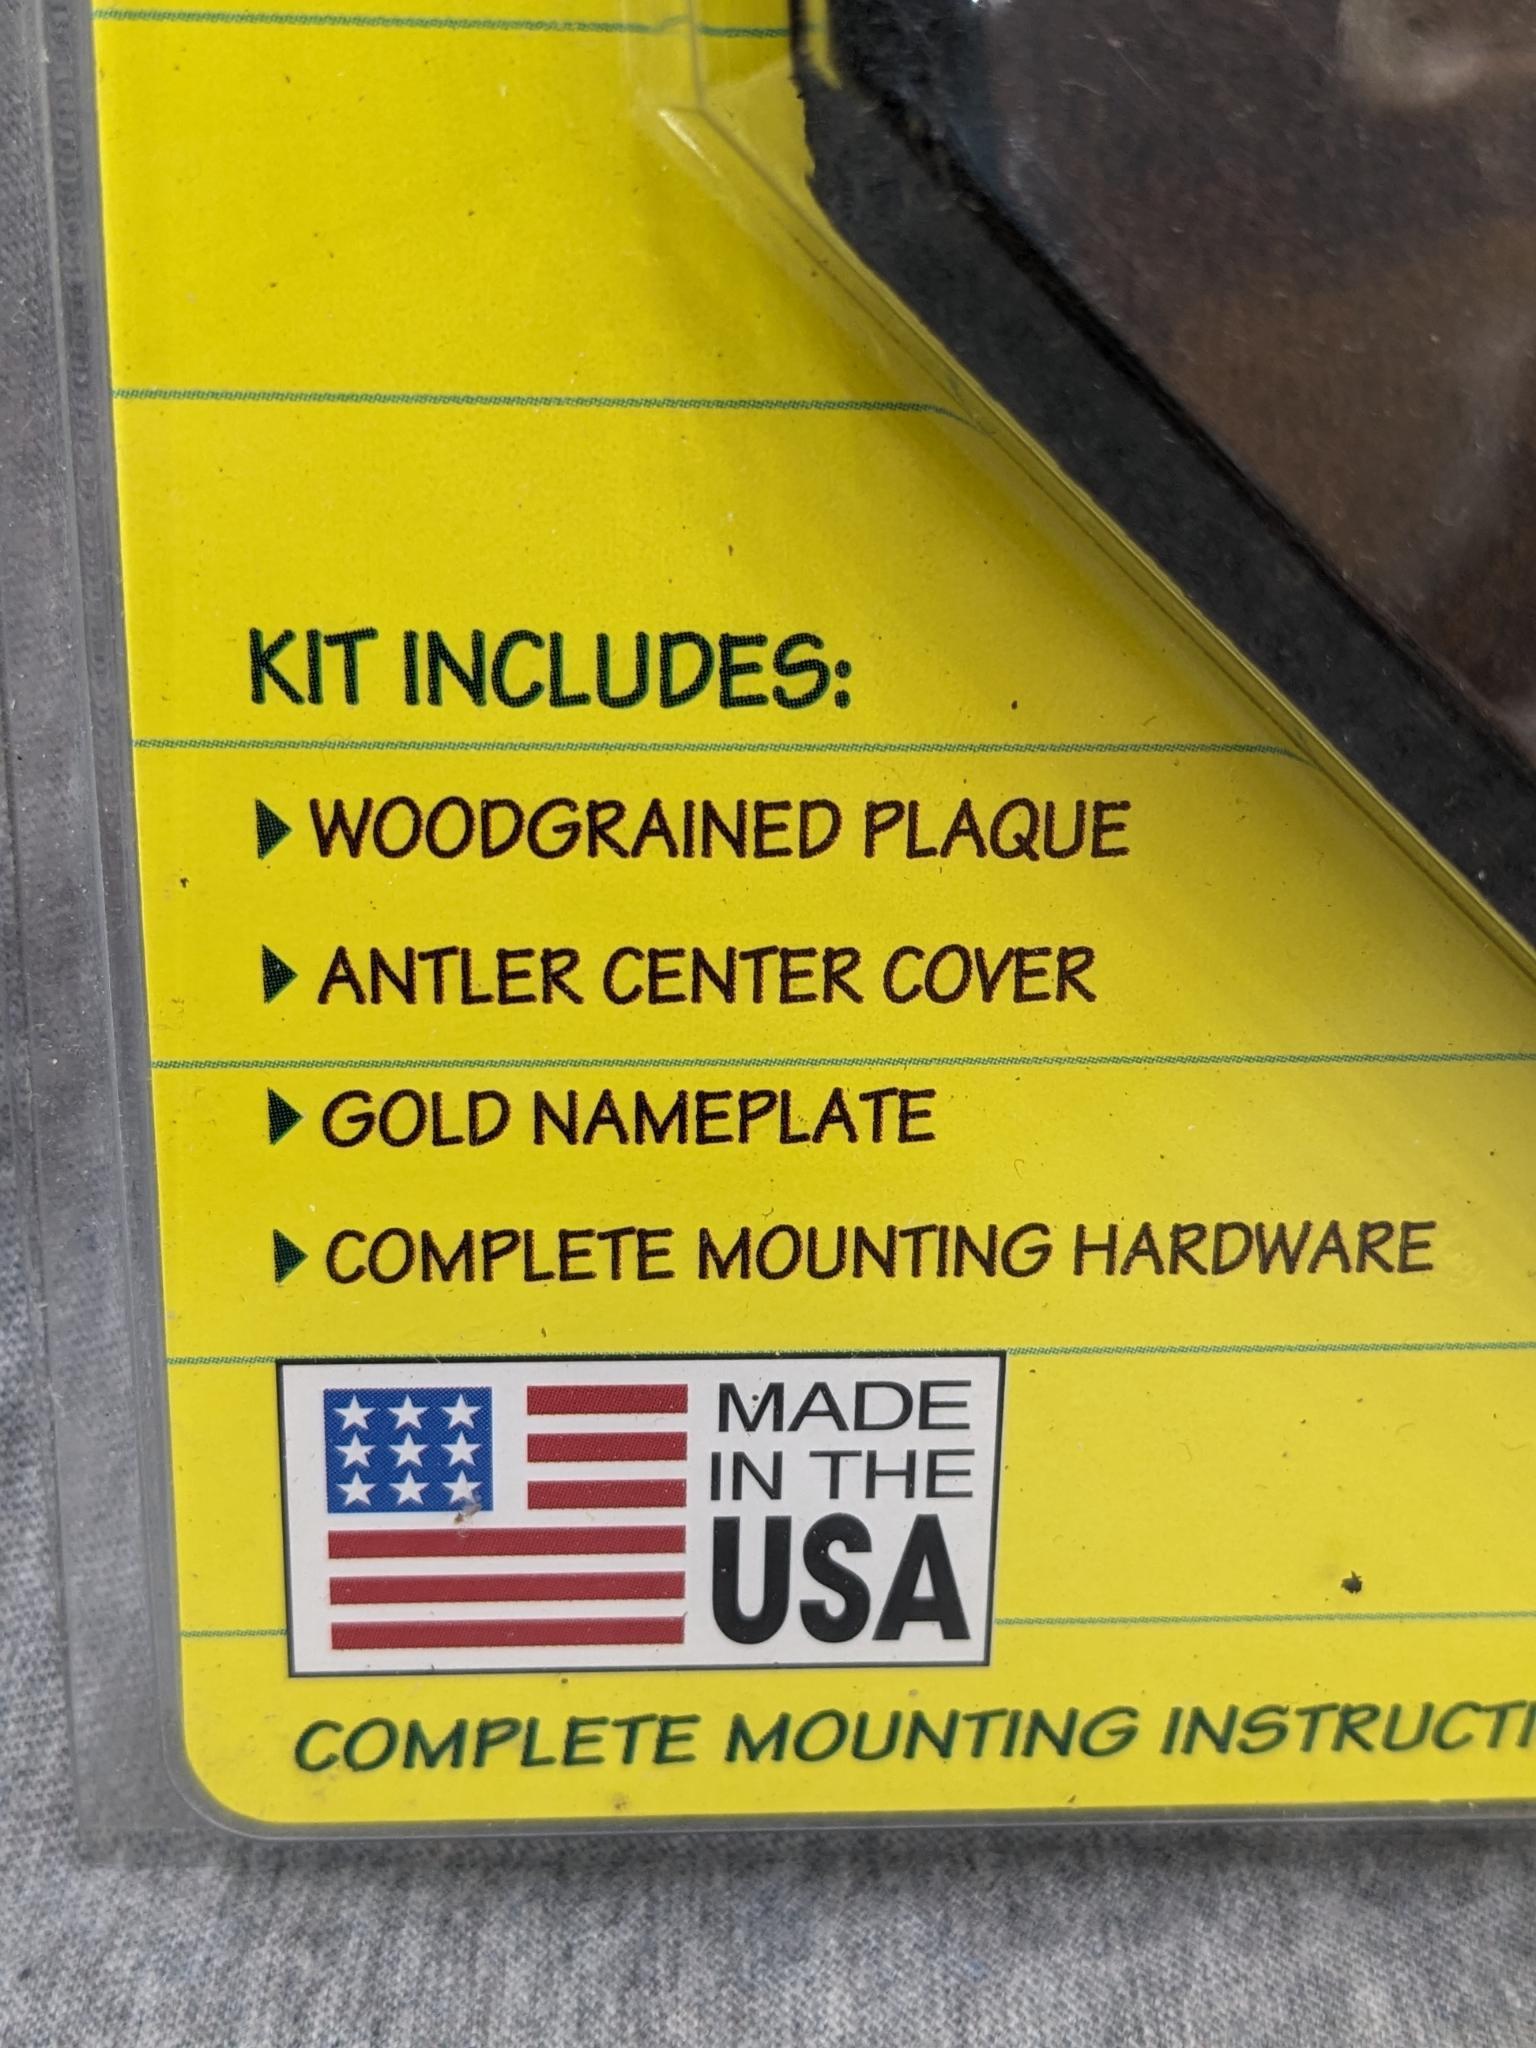 KIT INCLUDES:
WOODGRAINED PLAQUE
ANTLER CENTER COVER
GOLD NAMEPLATE
COMPLETE MOUNTING HARDWARE
MADE
IN THE
USA
COMPLETE MOUNTING